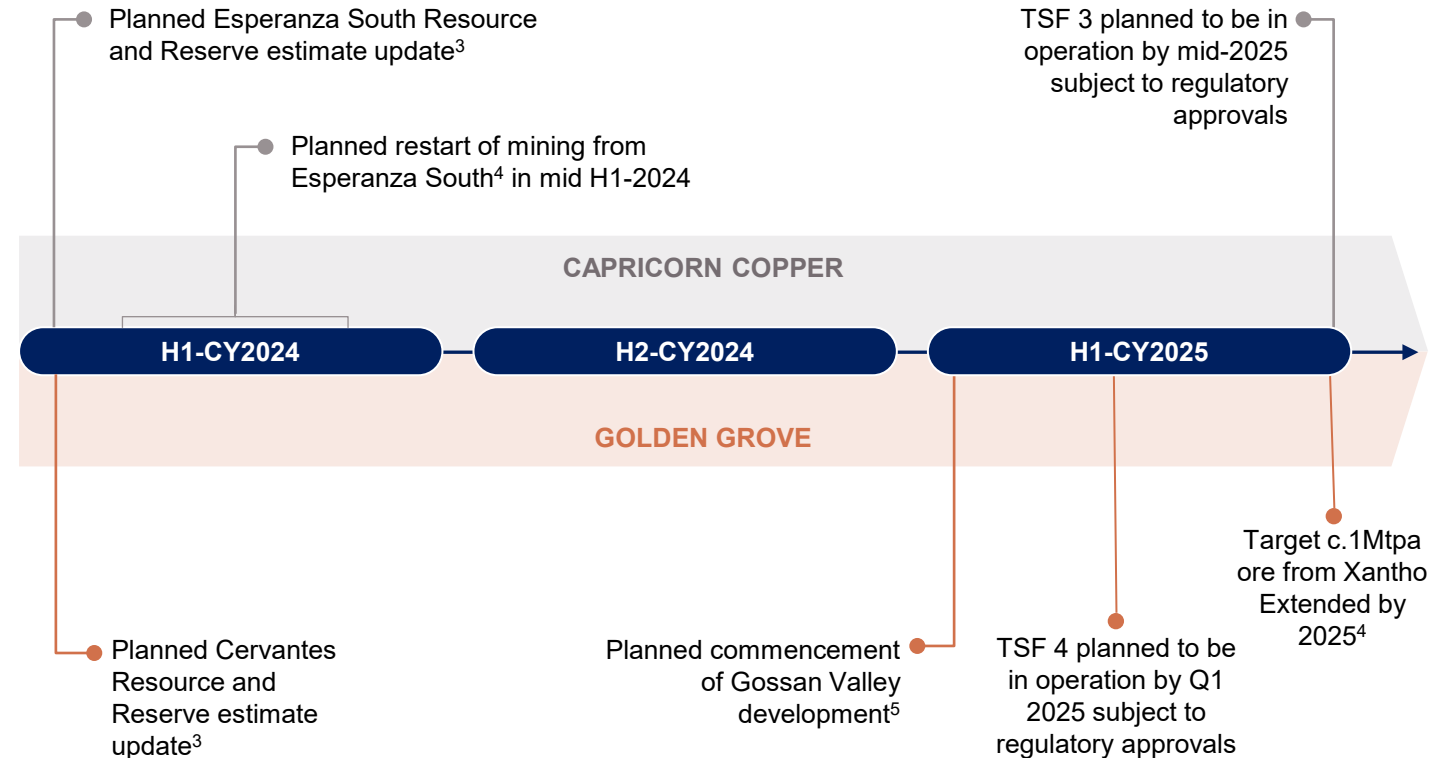 Planned Esperanza South Resource
and Reserve estimate update³
TSF 3 planned to be in
operation by mid-2025
subject to regulatory
approvals
Planned restart of mining from
Esperanza South⁴ in mid H1-2024
CAPRICORN COPPER
H1-CY2024
H2-CY2024
H1-CY2025
GOLDEN GROVE
Planned Cervantes
Resource and
Reserve estimate
update³
Planned commencement
of Gossan Valley
development⁵
TSF 4 planned to be
in operation by Q1
2025 subject to
regulatory approvals
Target c.1Mtpa
ore from Xantho
Extended by
2025⁴